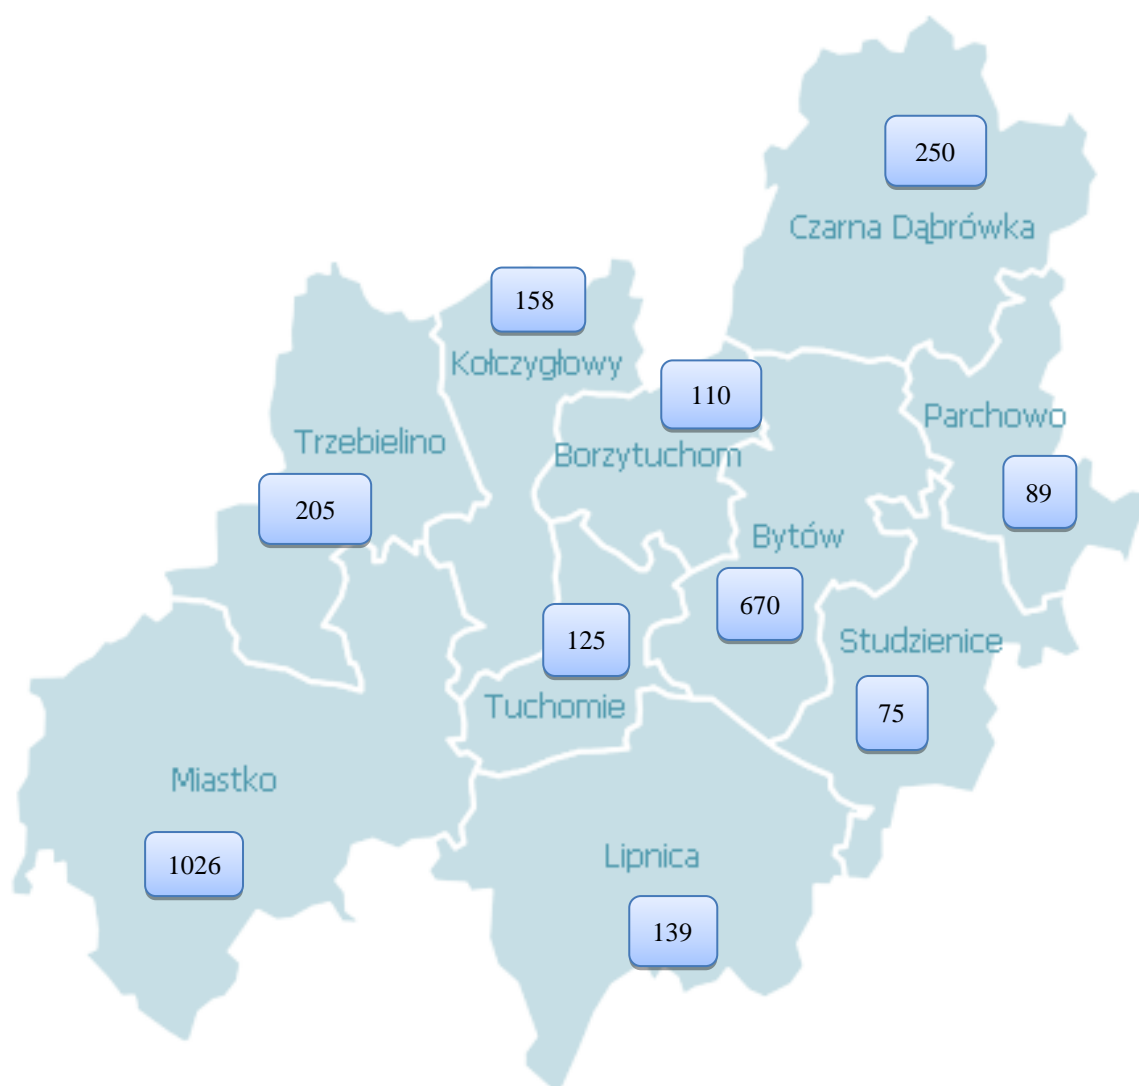 250
Czarna Dąbrówka
158
Kołczygłowy
110
Parchowo
Trzebielino
Borzytuchom
89
205
Bytów
670
125
Studzienice
Tuchomie
75
Miastko
1026
Lipnica
139